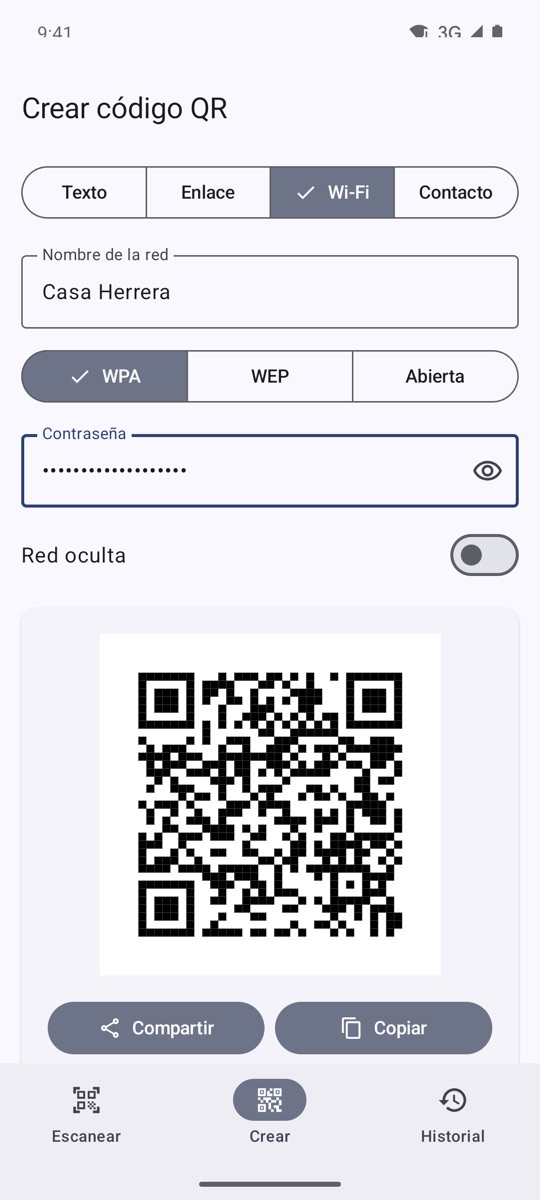 9:41
3G
Crear código QR
Texto
Enlace
Wi-Fi
Contacto
Nombre de la red
Casa Herrera
WPA
WEP
Abierta
Contraseña
•••••••••••••••••••
Red oculta
Compartir
Copiar
Escanear
Crear
Historial